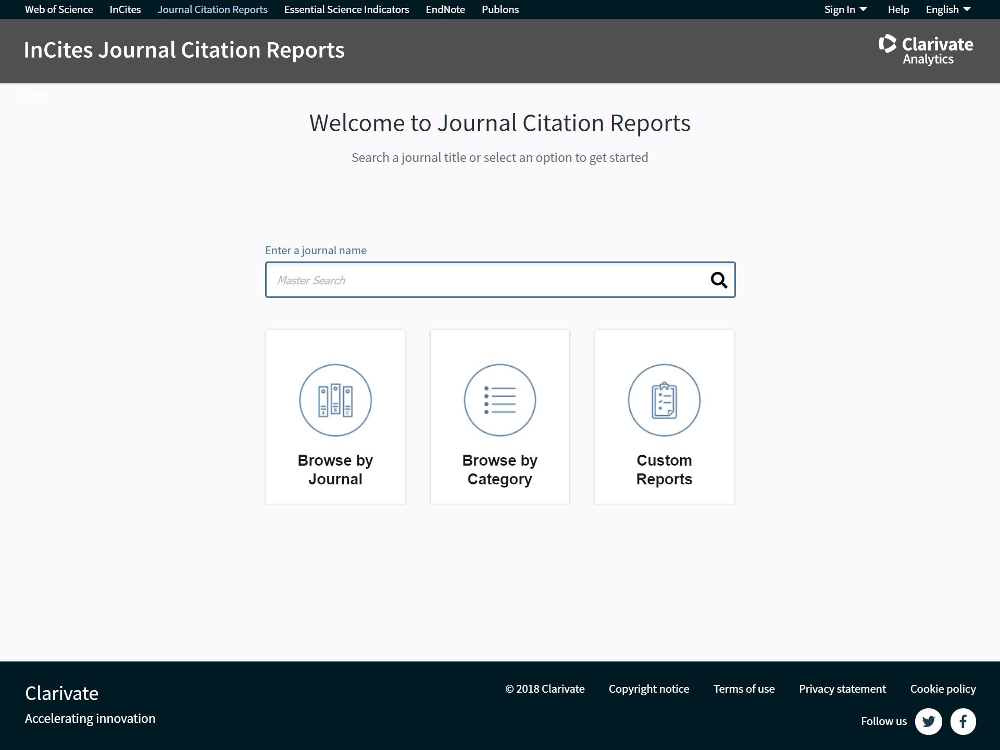 Web of Science InCites Journal Citation Reports Essential Science Indicators EndNote Publons Sign In Help English
InCites Journal Citation Reports
Clarivate
Analytics
Home
Welcome to Journal Citation Reports
Search a journal title or select an option to get started
Enter a journal name
Master Search
A B C
Browse by
Journal
Browse by
Category
Custom
Reports
Clarivate
Accelerating innovation
© 2018 Clarivate Copyright notice Terms of use Privacy statement Cookie policy
Follow us